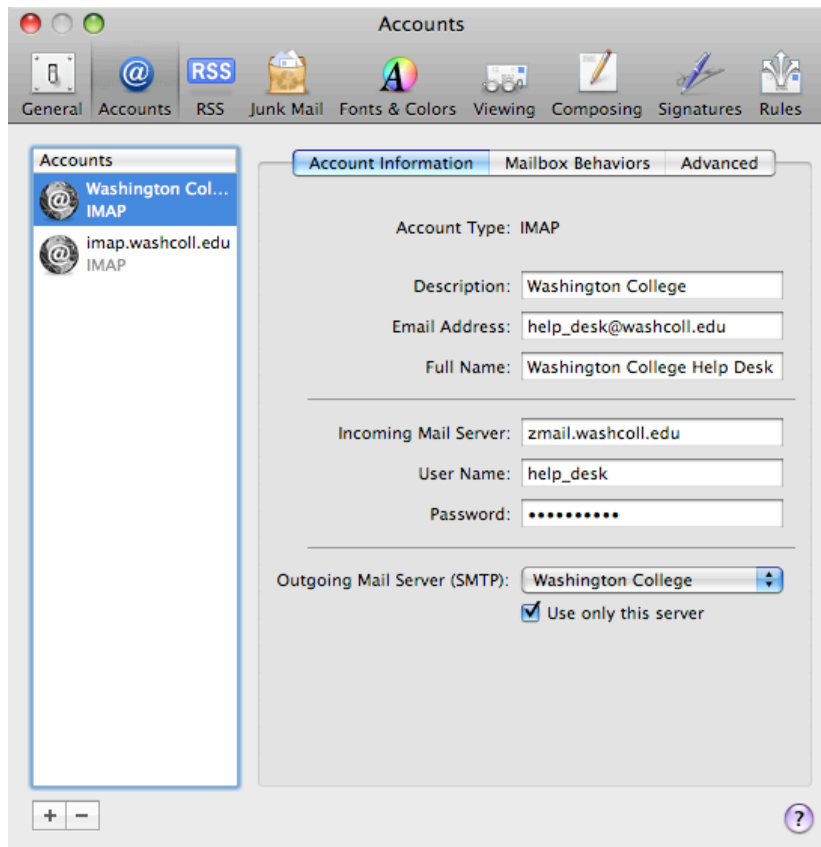 Accounts
RSS
General Accounts RSS Junk Mail Fonts & Colors Viewing Composing Signatures Rules
Accounts
Washington Col...
IMAP
imap.washcoll.edu
IMAP
Account Information Mailbox Behaviors Advanced
Account Type: IMAP
Description: Washington College
Email Address: help_desk@washcoll.edu
Full Name: Washington College Help Desk
Incoming Mail Server: zmail.washcoll.edu
User Name: help_desk
Password: ••••••••••
Outgoing Mail Server (SMTP): Washington College
Use only this server
+ −
?